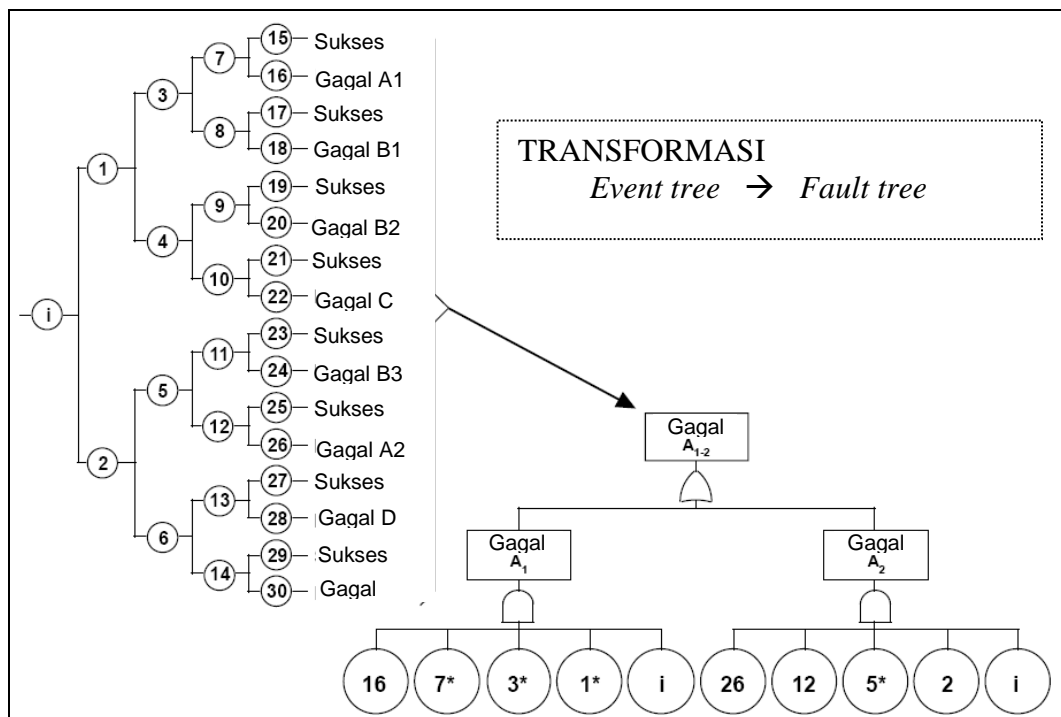 15 Sukses
7
16 Gagal A1
3
17 Sukses
8
18 Gagal B1
1
19 Sukses
9
20 Gagal B2
4
21 Sukses
10
22 Gagal C
i
23 Sukses
11
24 Gagal B3
5
25 Sukses
12
26 Gagal A2
2
27 Sukses
13
28 Gagal D
6
29 Sukses
14
30 Gagal
TRANSFORMASI
Event tree → Fault tree
Gagal
A1-2
Gagal
A1
Gagal
A2
16 7* 3* 1* i 26 12 5* 2 i